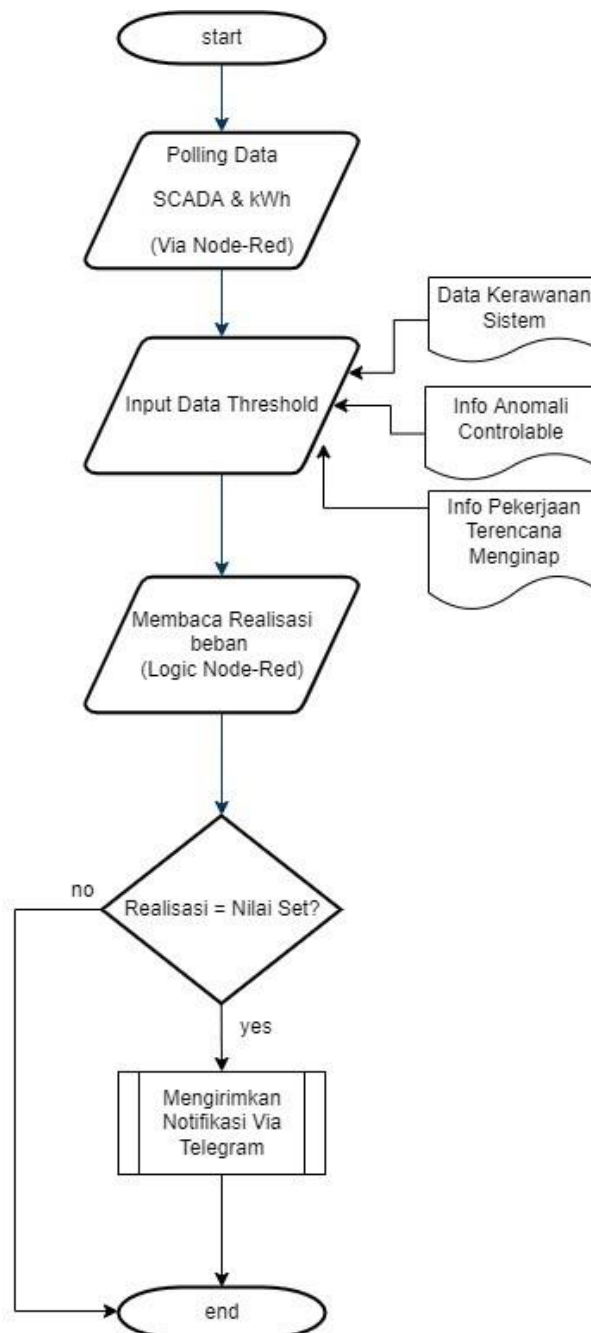 start
Polling Data
SCADA & kWh
(Via Node-Red)
Data Kerawanan
Sistem
Input Data Threshold
Info Anomali
Controlable
Info Pekerjaan
Terencana
Menginap
Membaca Realisasi
beban
(Logic Node-Red)
no
Realisasi = Nilai Set?
yes
Mengirimkan
Notifikasi Via
Telegram
end